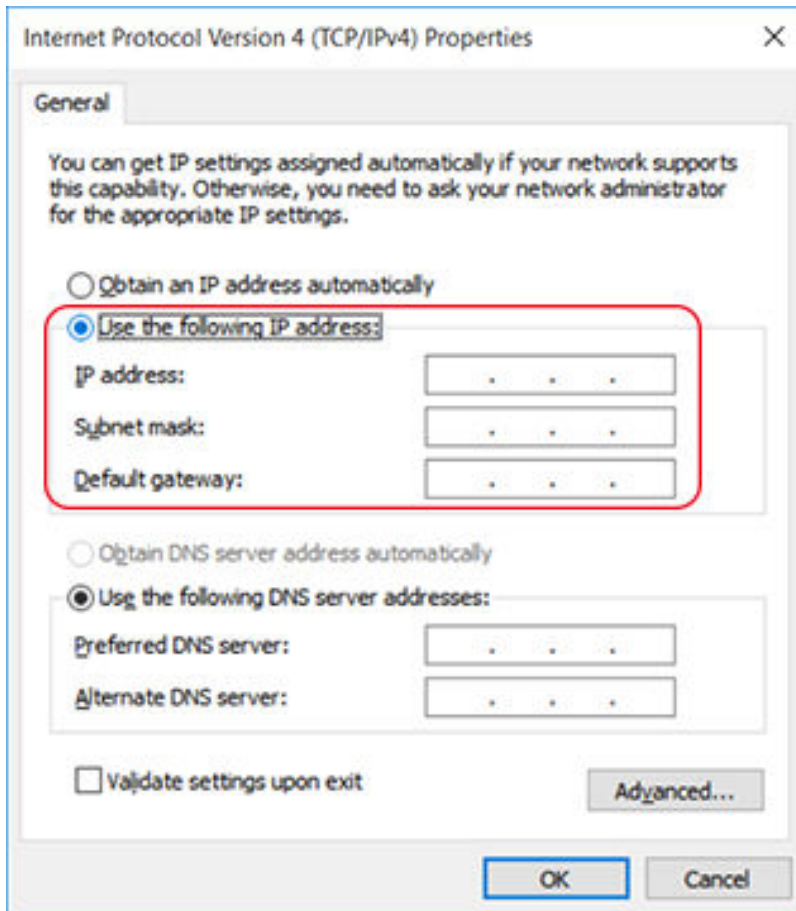 Internet Protocol Version 4 (TCP/IPv4) Properties
General
You can get IP settings assigned automatically if your network supports
this capability. Otherwise, you need to ask your network administrator
for the appropriate IP settings.
Obtain an IP address automatically
Use the following IP address:
IP address: . . .
Subnet mask: . . .
Default gateway: . . .
Obtain DNS server address automatically
Use the following DNS server addresses:
Preferred DNS server: . . .
Alternate DNS server: . . .
Validate settings upon exit
Advanced...
OK Cancel